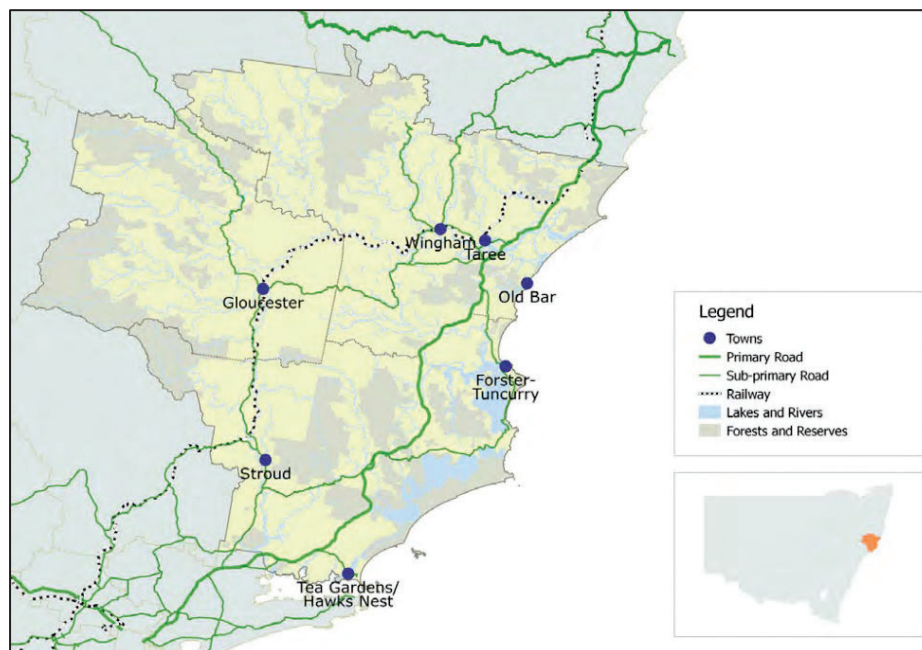 Wingham
Taree
Gloucester
Old Bar
Forster-
Tuncurry
Stroud
Tea Gardens/
Hawks Nest
Legend
Towns
Primary Road
Sub-primary Road
Railway
Lakes and Rivers
Forests and Reserves